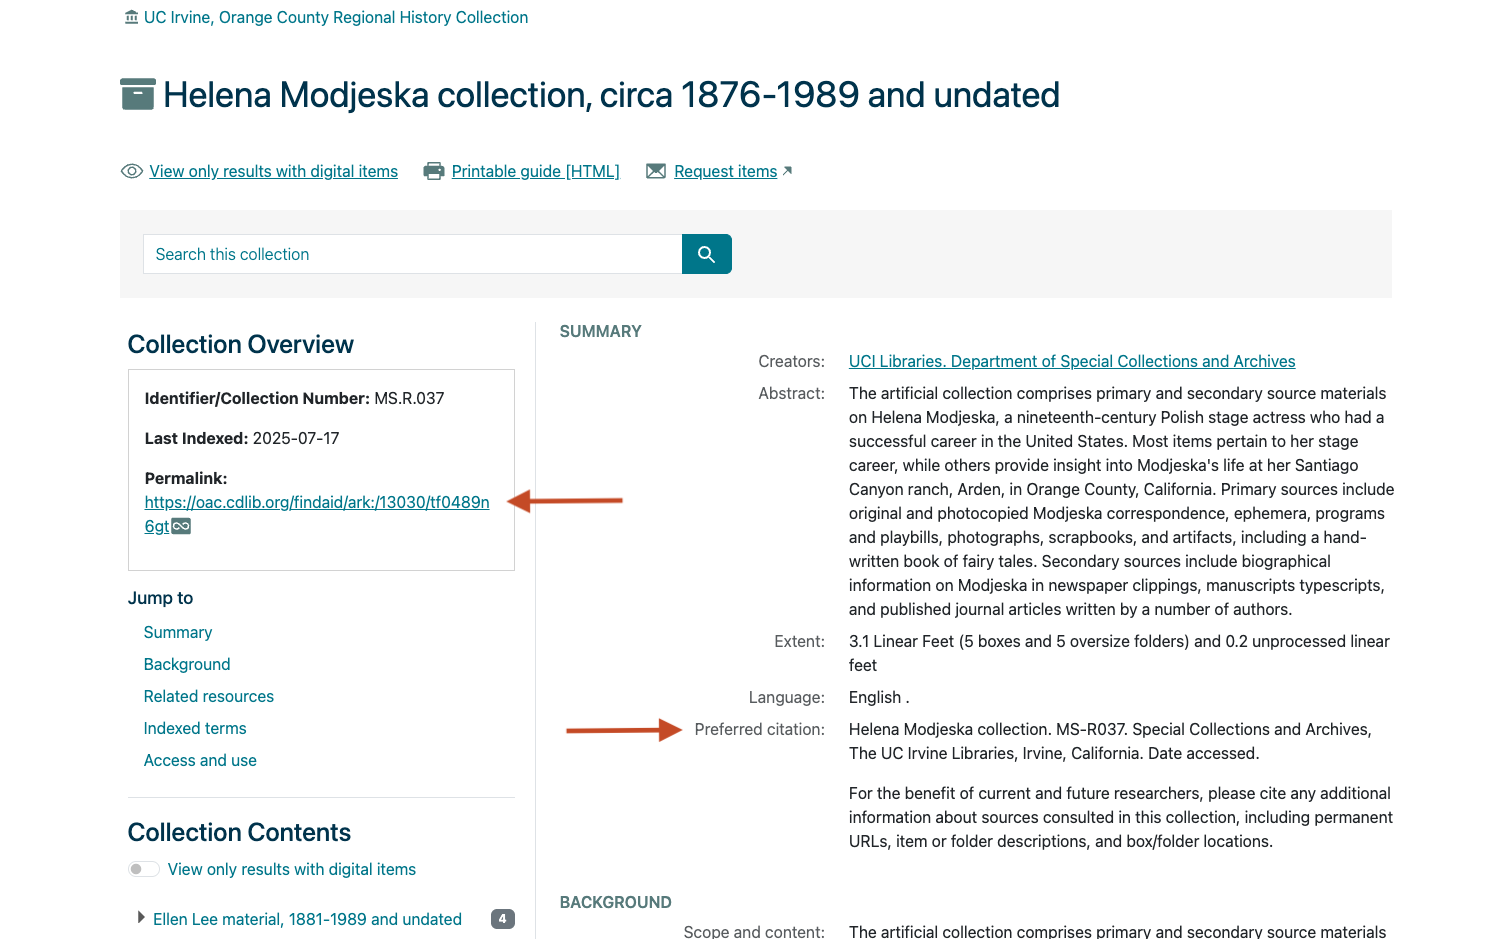 UC Irvine, Orange County Regional History Collection
Helena Modjeska collection, circa 1876-1989 and undated
View only results with digital items
Printable guide [HTML]
Request items
Search this collection
Collection Overview
Identifier/Collection Number: MS.R.037
Last Indexed: 2025-07-17
Permalink:
https://oac.cdlib.org/findaid/ark:/13030/tf0489n
6gt
Jump to
Summary
Background
Related resources
Indexed terms
Access and use
Collection Contents
View only results with digital items
Ellen Lee material, 1881-1989 and undated 4
SUMMARY
Creators: UCI Libraries. Department of Special Collections and Archives
Abstract: The artificial collection comprises primary and secondary source materials
on Helena Modjeska, a nineteenth-century Polish stage actress who had a
successful career in the United States. Most items pertain to her stage
career, while others provide insight into Modjeska's life at her Santiago
Canyon ranch, Arden, in Orange County, California. Primary sources include
original and photocopied Modjeska correspondence, ephemera, programs
and playbills, photographs, scrapbooks, and artifacts, including a hand-
written book of fairy tales. Secondary sources include biographical
information on Modjeska in newspaper clippings, manuscripts typescripts,
and published journal articles written by a number of authors.
Extent: 3.1 Linear Feet (5 boxes and 5 oversize folders) and 0.2 unprocessed linear
feet
Language: English .
Preferred citation: Helena Modjeska collection. MS-R037. Special Collections and Archives,
The UC Irvine Libraries, Irvine, California. Date accessed.
For the benefit of current and future researchers, please cite any additional
information about sources consulted in this collection, including permanent
URLs, item or folder descriptions, and box/folder locations.
BACKGROUND
Scope and content: The artificial collection comprises primary and secondary source materials